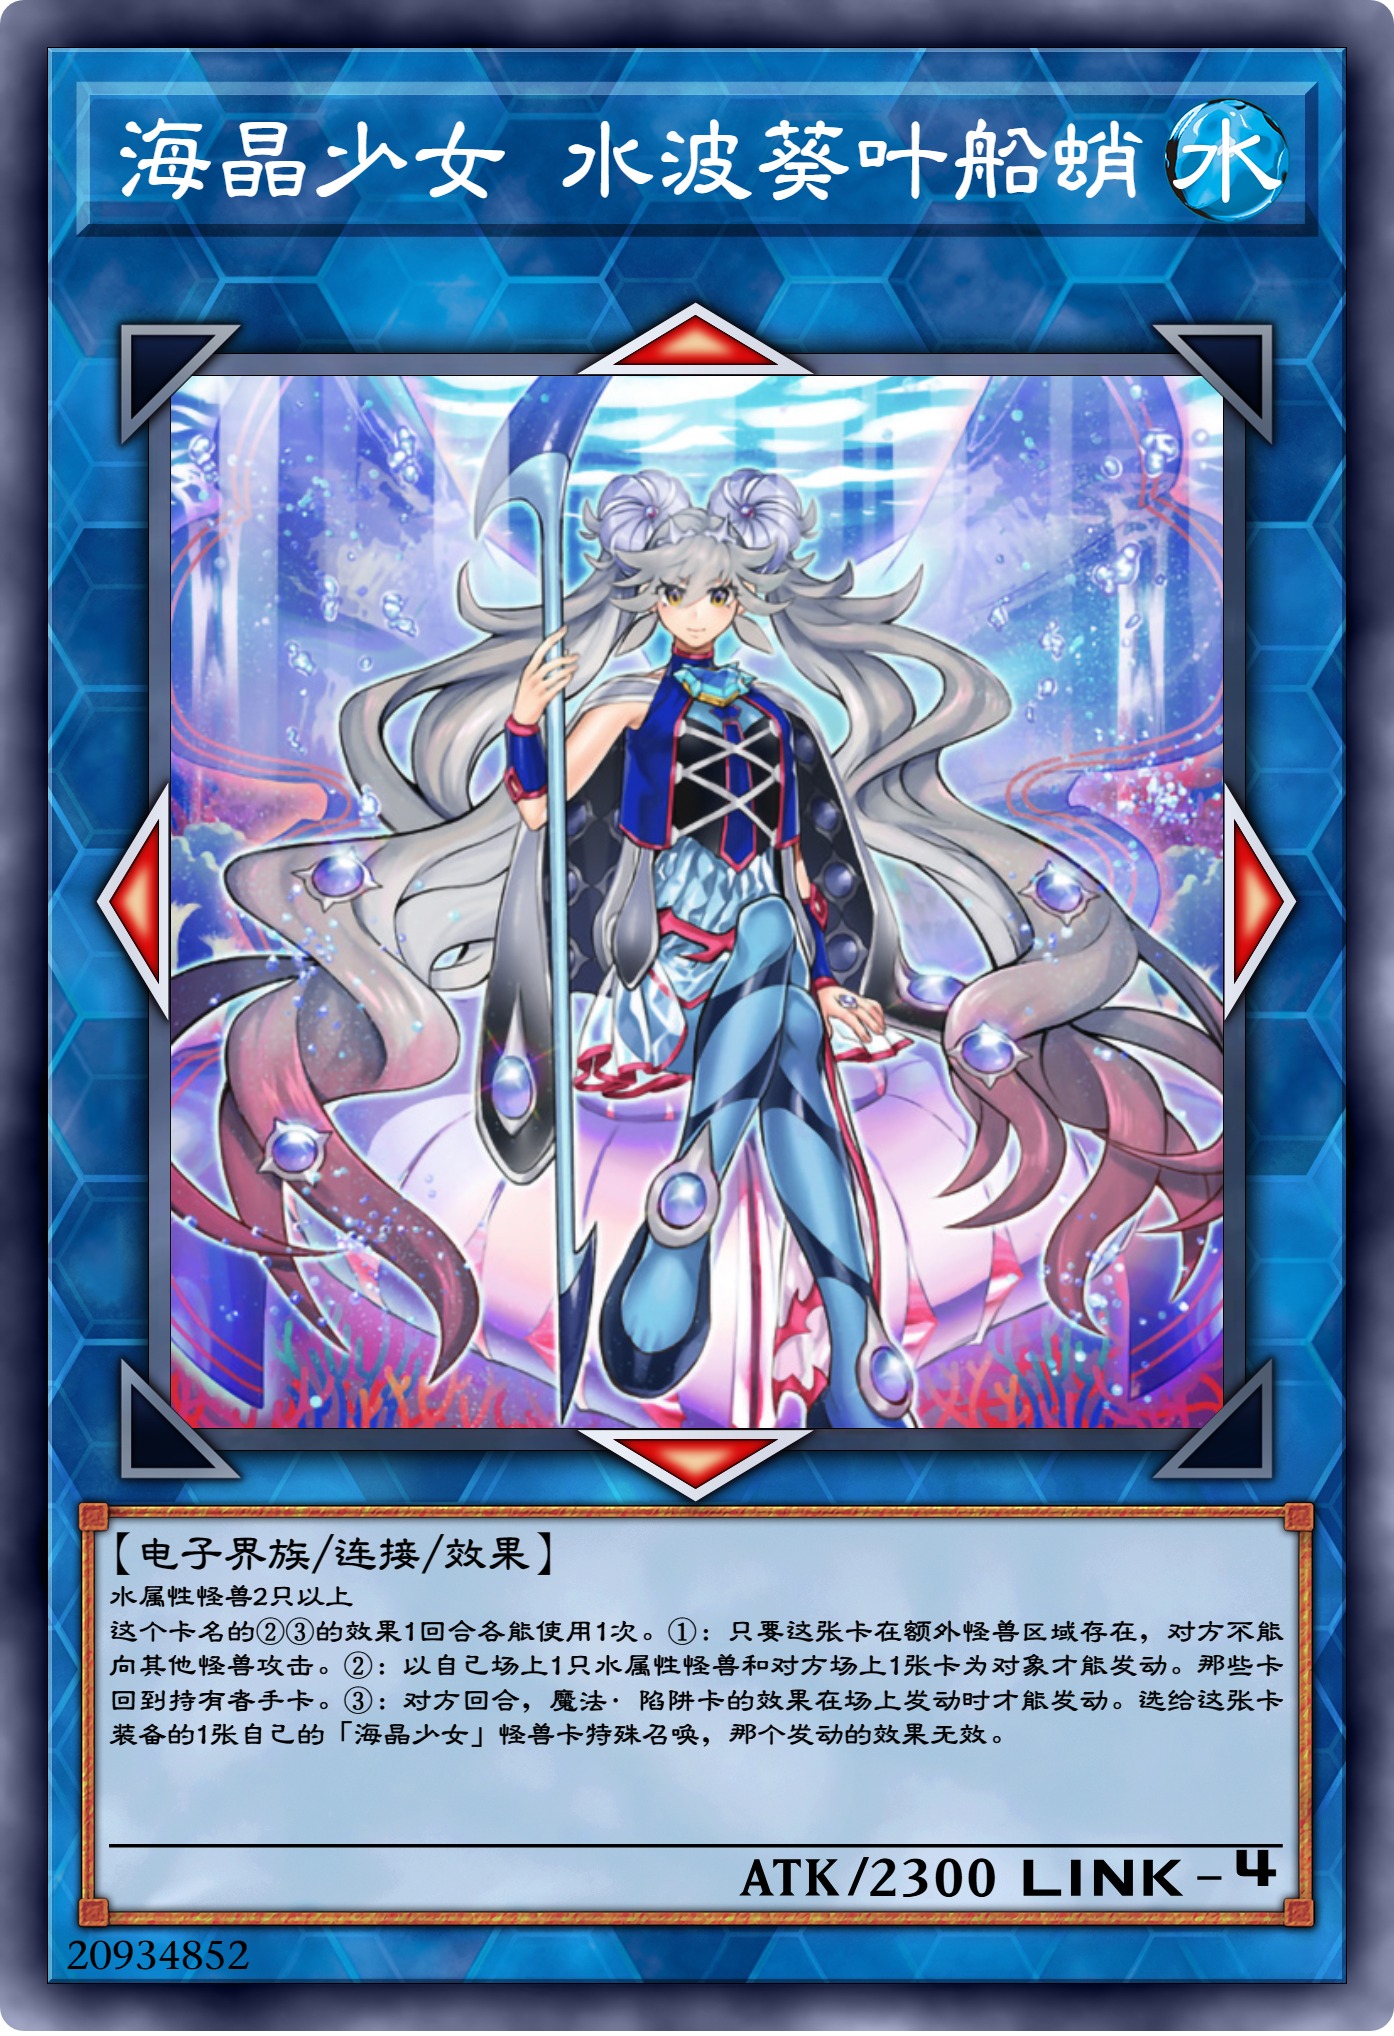 海晶少女 水波葵叶船蛸 水
【电子界族/连接/效果】
水属性怪兽2只以上
这个卡名的②③的效果1回合各能使用1次。①：只要这张卡在额外怪兽区域存在，对方不能
向其他怪兽攻击。②：以自己场上1只水属性怪兽和对方场上1张卡为对象才能发动。那些卡
回到持有者手卡。③：对方回合，魔法·陷阱卡的效果在场上发动时才能发动。选给这张卡
装备的1张自己的「海晶少女」怪兽卡特殊召唤，那个发动的效果无效。
ATK/2300 LINK-4
20934852